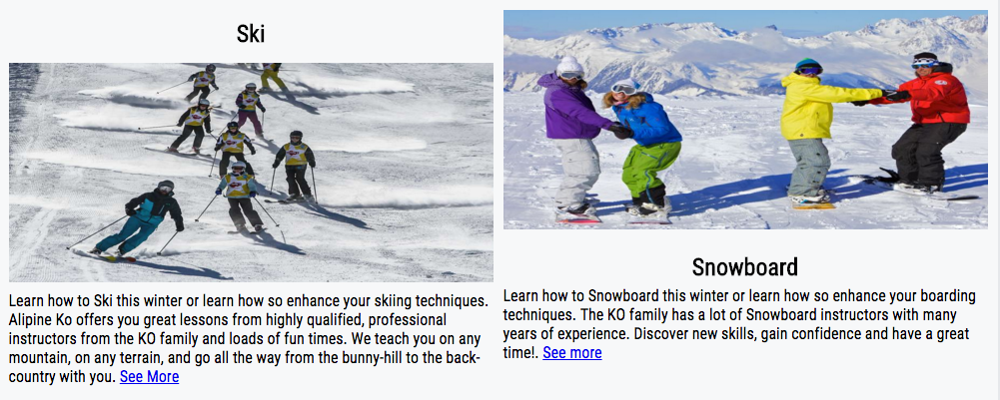 Ski
Learn how to Ski this winter or learn how so enhance your skiing techniques.
Alipine Ko offers you great lessons from highly qualified, professional
instructors from the KO family and loads of fun times. We teach you on any
mountain, on any terrain, and go all the way from the bunny-hill to the back-
country with you. See More
Snowboard
Learn how to Snowboard this winter or learn how so enhance your boarding
techniques. The KO family has a lot of Snowboard instructors with many
years of experience. Discover new skills, gain confidence and have a great
time!. See more